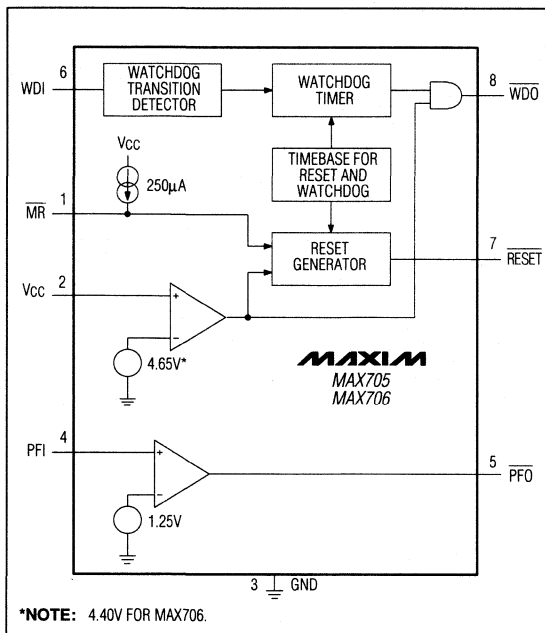 6
WDI
WATCHDOG
TRANSITION
DETECTOR
WATCHDOG
TIMER
8
WDO
VCC
250µA
TIMEBASE FOR
RESET AND
WATCHDOG
1
MR
RESET
GENERATOR
7
RESET
2
VCC
+
−
4.65V*
MAXIM
MAX705
MAX706
4
PFI
+
−
1.25V
5
PFO
3
GND
*NOTE: 4.40V FOR MAX706.